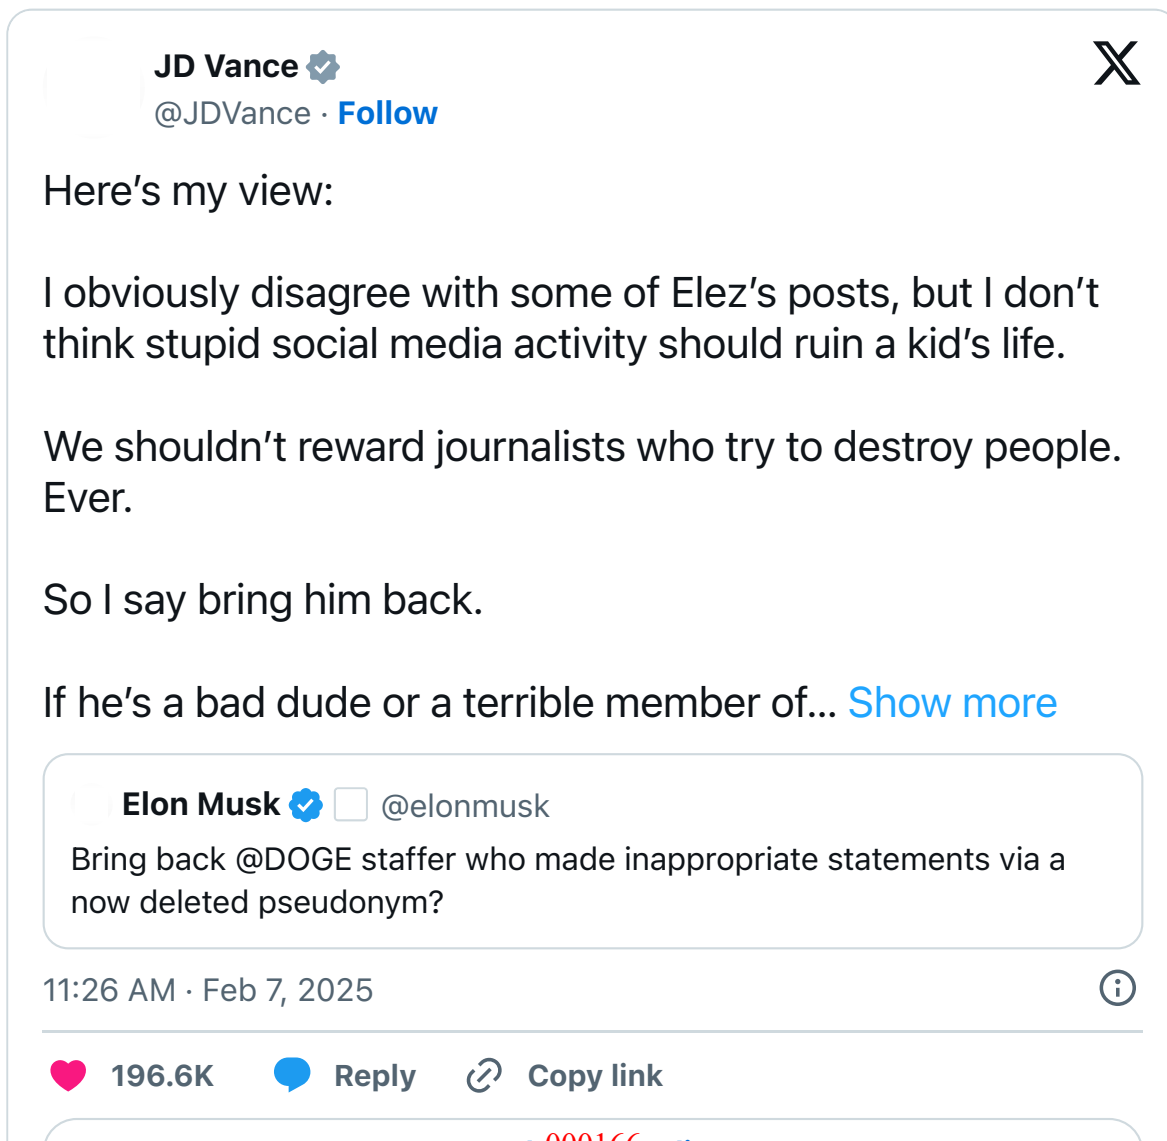 JD Vance
@JDVance · Follow
Here’s my view:
I obviously disagree with some of Elez’s posts, but I don’t
think stupid social media activity should ruin a kid’s life.
We shouldn’t reward journalists who try to destroy people.
Ever.
So I say bring him back.
If he’s a bad dude or a terrible member of... Show more
Elon Musk @elonmusk
Bring back @DOGE staffer who made inappropriate statements via a
now deleted pseudonym?
11:26 AM · Feb 7, 2025
196.6K Reply Copy link
000166